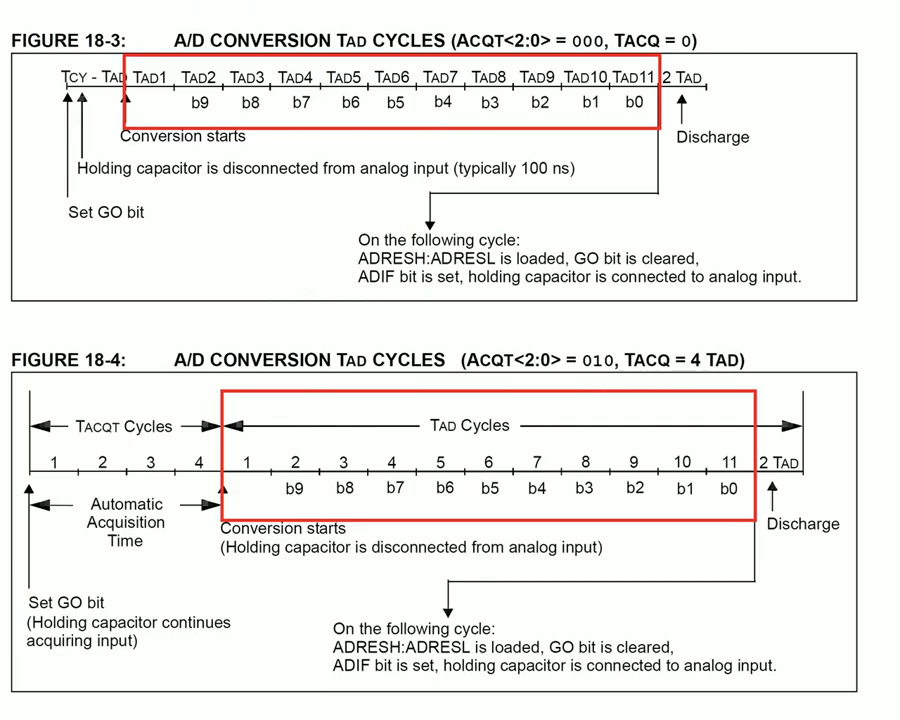 FIGURE 18-3: A/D CONVERSION TAD CYCLES (ACQT<2:0> = 000, TACQ = 0)
TCY - TAD TAD1 TAD2 TAD3 TAD4 TAD5 TAD6 TAD7 TAD8 TAD9 TAD10 TAD11 2 TAD
b9 b8 b7 b6 b5 b4 b3 b2 b1 b0
Conversion starts
Discharge
Holding capacitor is disconnected from analog input (typically 100 ns)
Set GO bit
On the following cycle:
ADRESH:ADRESL is loaded, GO bit is cleared,
ADIF bit is set, holding capacitor is connected to analog input.
FIGURE 18-4: A/D CONVERSION TAD CYCLES (ACQT<2:0> = 010, TACQ = 4 TAD)
TACQT Cycles TAD Cycles
1 2 3 4 1 2 3 4 5 6 7 8 9 10 11 2 TAD
b9 b8 b7 b6 b5 b4 b3 b2 b1 b0
Automatic
Acquisition
Time
Conversion starts
(Holding capacitor is disconnected from analog input)
Discharge
Set GO bit
(Holding capacitor continues
acquiring input)
On the following cycle:
ADRESH:ADRESL is loaded, GO bit is cleared,
ADIF bit is set, holding capacitor is connected to analog input.